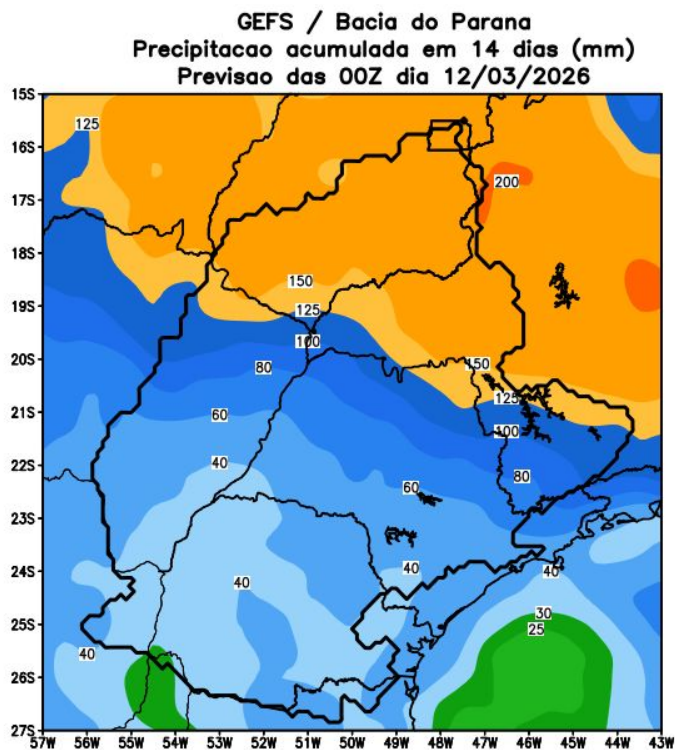 GEFS / Bacia do Parana
Precipitacao acumulada em 14 dias (mm)
Previsao das 00Z dia 12/03/2026
15S
125
16S
17S
200
18S
150
19S
125
100
20S
80
150
21S
125
60
100
22S
40
80
60
23S
24S
40
40
40
25S
30
25
26S
40
27S
57W 56W 55W 54W 53W 52W 51W 50W 49W 48W 47W 46W 45W 44W 43W